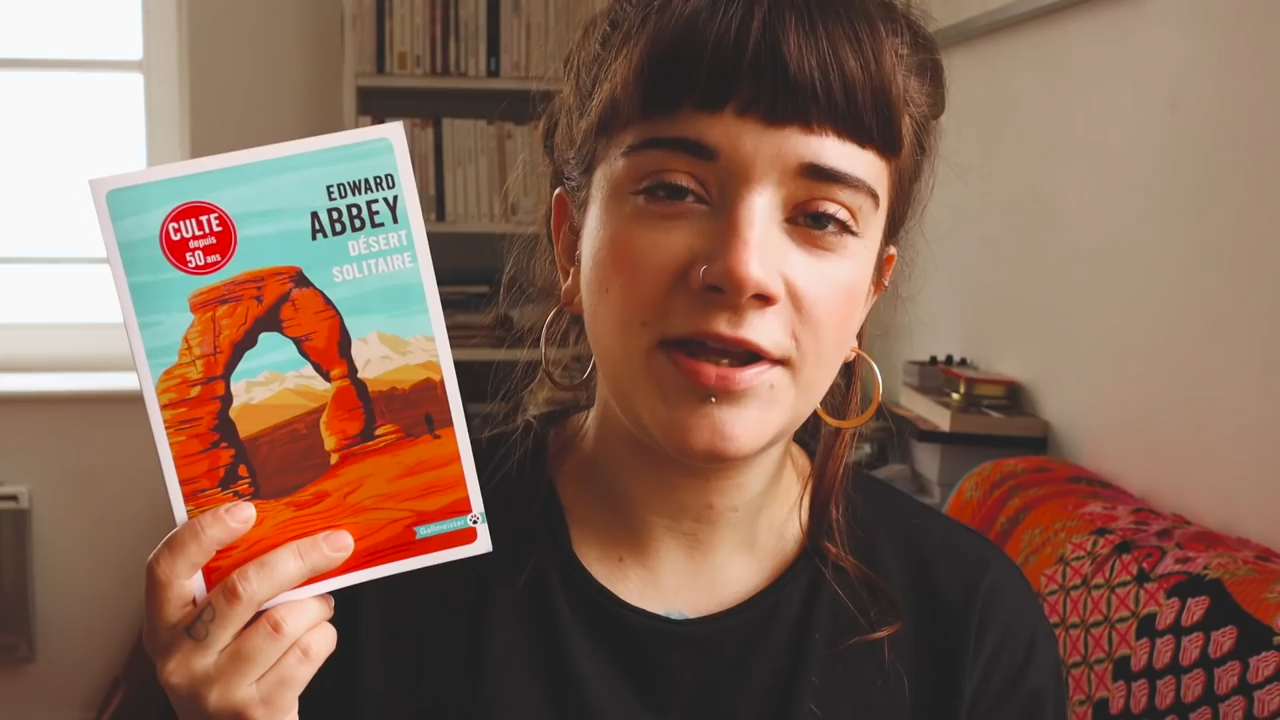 EDWARD
ABBEY
DÉSERT
SOLITAIRE
CULTE
depuis
50 ans
Gallmeister